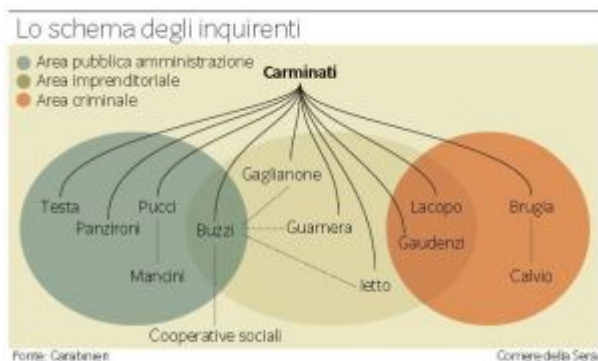 Lo schema degli inquirenti
Area pubblica amministrazione
Area imprenditoriale
Area criminale
Carminati
Gaglianone
Testa
Pucci
Lacopo
Brugia
Panzironi
Buzzi
Guarnera
Gaudenzi
Mancini
Ietto
Calvio
Cooperative sociali
Fonte: Carabinieri
Corriere della Sera